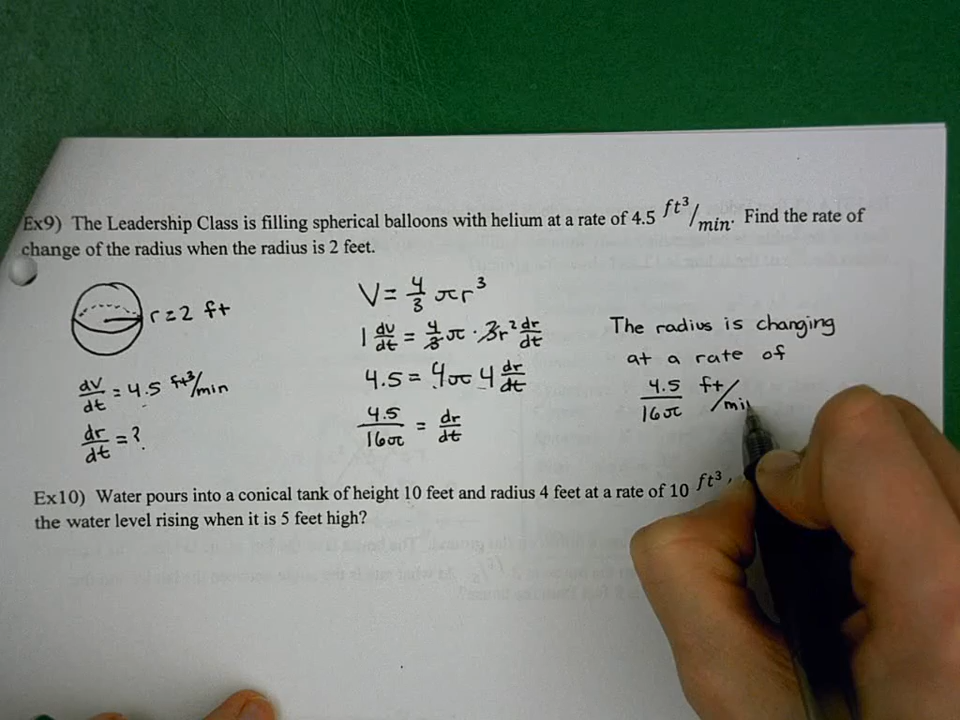 Ex9) The Leadership Class is filling spherical balloons with helium at a rate of 4.5 ft³/min. Find the rate of
change of the radius when the radius is 2 feet.
r = 2 ft
dv/dt = 4.5 ft³/min
dr/dt = ?
V = 4/3 πr³
1 dv/dt = 4/3 π · 3r² dr/dt
4.5 = 4π 4 dr/dt
4.5/16π = dr/dt
The radius is changing
at a rate of
4.5/16π ft/min
Ex10) Water pours into a conical tank of height 10 feet and radius 4 feet at a rate of 10 ft³
the water level rising when it is 5 feet high?